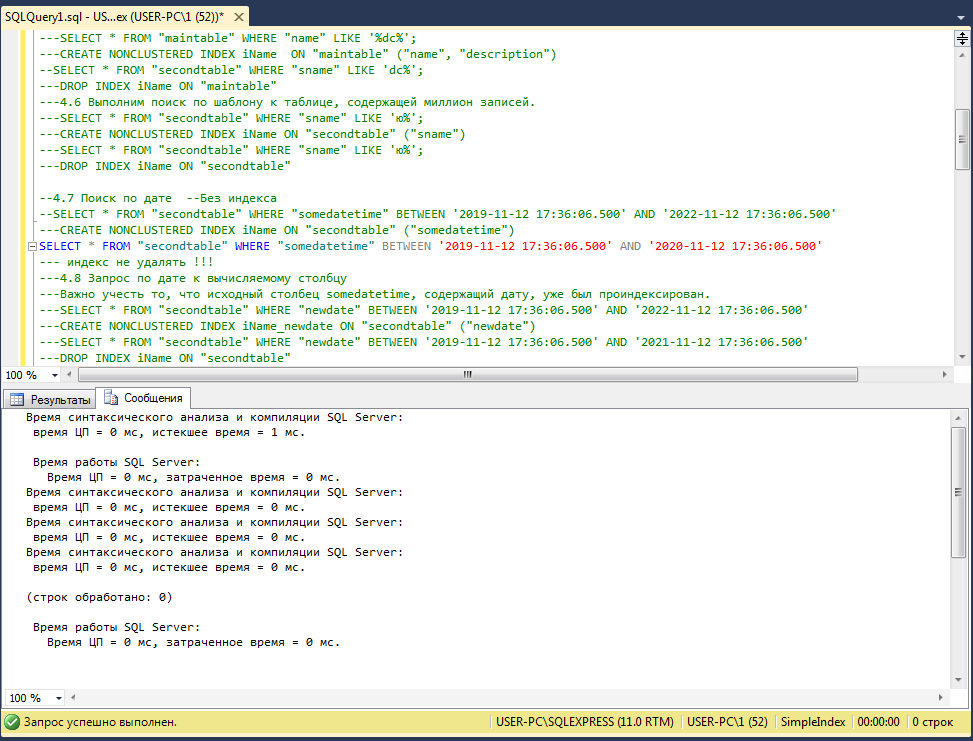 SQLQuery1.sql - US...ex (USER-PC\1 (52))* ×
---SELECT * FROM "maintable" WHERE "name" LIKE '%dc%';
---CREATE NONCLUSTERED INDEX iName  ON "maintable" ("name", "description")
--SELECT * FROM "secondtable" WHERE "sname" LIKE 'dc%';
---DROP INDEX iName ON "maintable"
---4.6 Выполним поиск по шаблону к таблице, содержащей миллион записей.
---SELECT * FROM "secondtable" WHERE "sname" LIKE 'ю%';
---CREATE NONCLUSTERED INDEX iName ON "secondtable" ("sname")
---SELECT * FROM "secondtable" WHERE "sname" LIKE 'ю%';
---DROP INDEX iName ON "secondtable"
--4.7 Поиск по дате  --Без индекса
--SELECT * FROM "secondtable" WHERE "somedatetime" BETWEEN '2019-11-12 17:36:06.500' AND '2022-11-12 17:36:06.500'
---CREATE NONCLUSTERED INDEX iName ON "secondtable" ("somedatetime")
SELECT * FROM "secondtable" WHERE "somedatetime" BETWEEN '2019-11-12 17:36:06.500' AND '2020-11-12 17:36:06.500'
--- индекс не удалять !!!
---4.8 Запрос по дате к вычисляемому столбцу
---Важно учесть то, что исходный столбец somedatetime, содержащий дату, уже был проиндексирован.
---SELECT * FROM "secondtable" WHERE "newdate" BETWEEN '2019-11-12 17:36:06.500' AND '2022-11-12 17:36:06.500'
---CREATE NONCLUSTERED INDEX iName_newdate ON "secondtable" ("newdate")
---SELECT * FROM "secondtable" WHERE "newdate" BETWEEN '2019-11-12 17:36:06.500' AND '2021-11-12 17:36:06.500'
---DROP INDEX iName ON "secondtable"
100 %
Результаты Сообщения
Время синтаксического анализа и компиляции SQL Server:
время ЦП = 0 мс, истекшее время = 1 мс.
Время работы SQL Server:
Время ЦП = 0 мс, затраченное время = 0 мс.
Время синтаксического анализа и компиляции SQL Server:
время ЦП = 0 мс, истекшее время = 0 мс.
Время синтаксического анализа и компиляции SQL Server:
время ЦП = 0 мс, истекшее время = 0 мс.
Время синтаксического анализа и компиляции SQL Server:
время ЦП = 0 мс, истекшее время = 0 мс.
(строк обработано: 0)
Время работы SQL Server:
Время ЦП = 0 мс, затраченное время = 0 мс.
100 %
Запрос успешно выполнен. USER-PC\SQLEXPRESS (11.0 RTM) USER-PC\1 (52) SimpleIndex 00:00:00 0 строк